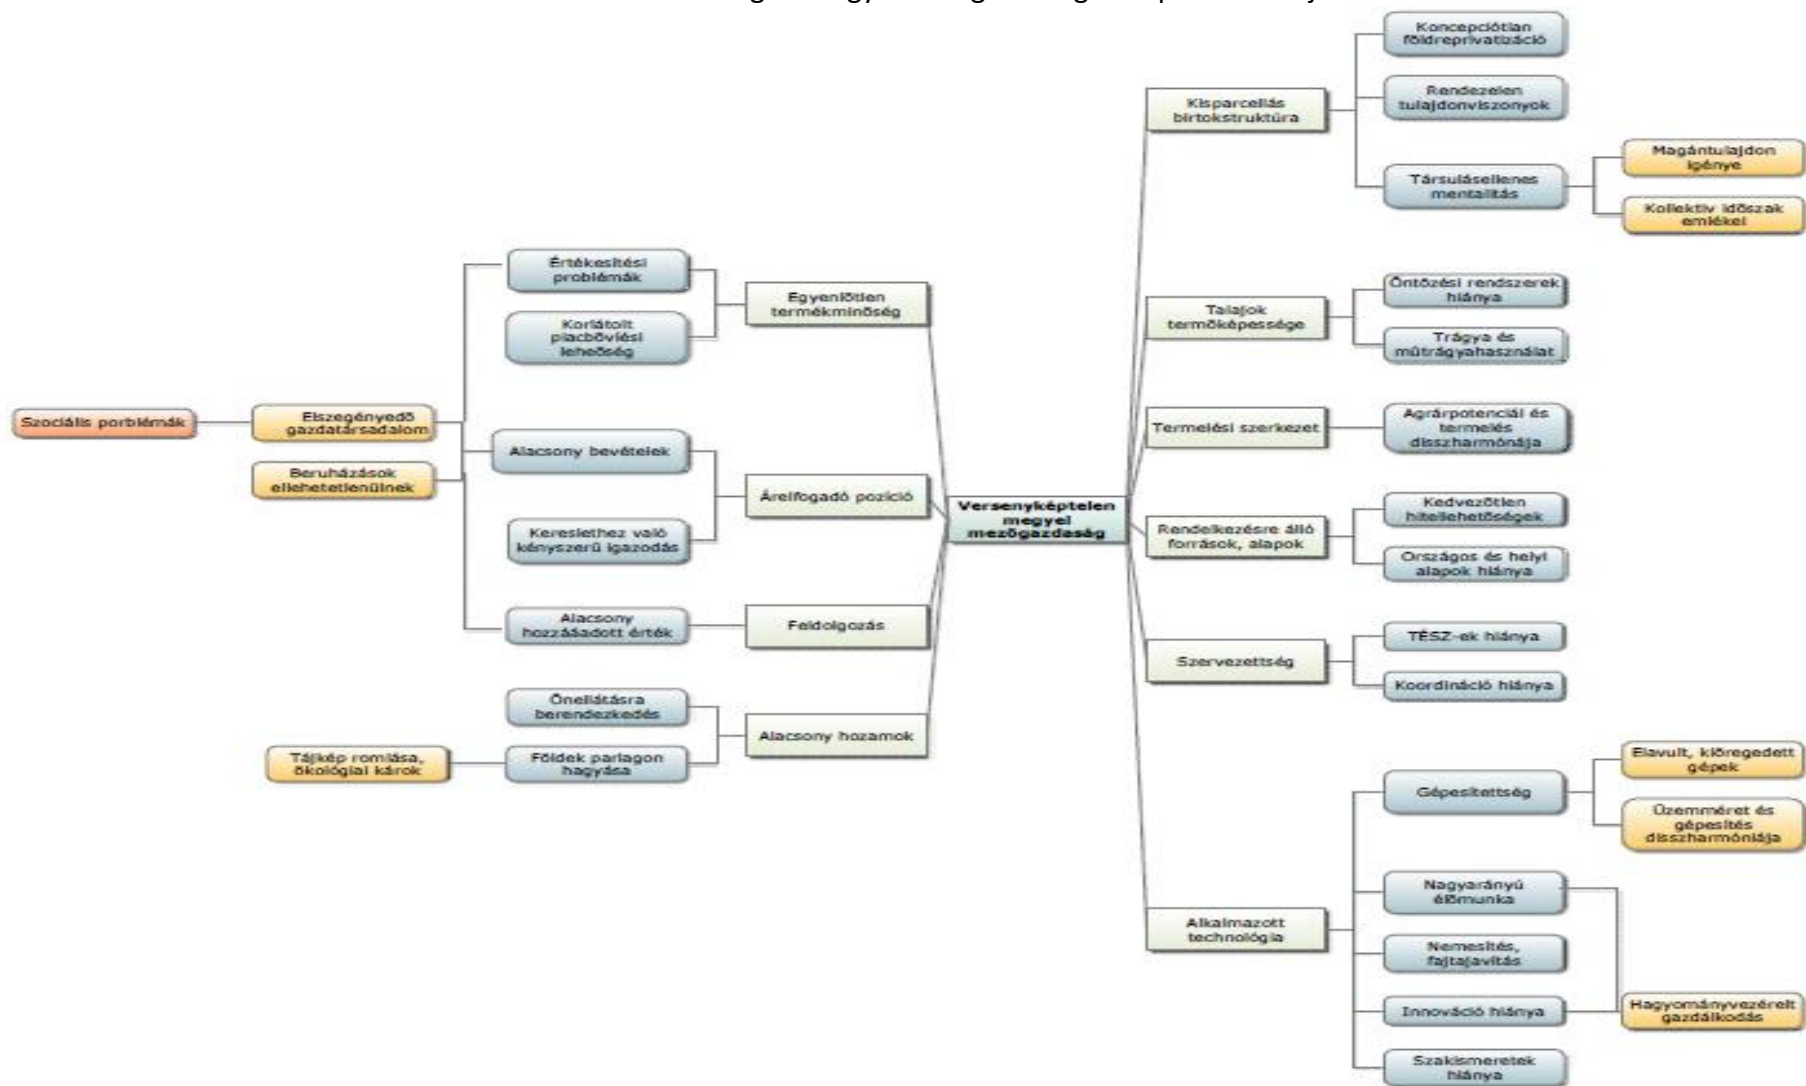 Koncepciótlan
földreprivatizáció
Kisparcellás
birtokstruktúra
Rendezelen
tulajdonviszonyok
Társulásellenes
mentalitás
Magántulajdon
igénye
Kollektív időszak
emlékei
Talajok
termőképessége
Öntözési rendszerek
hiánya
Trágya és
műtrágyahasználat
Termelési szerkezet
Agrárpotenciál és
termelés
disszharmónája
Rendelkezésre álló
források, alapok
Kedvezőtlen
hitellehetőségek
Országos és helyi
alapok hiánya
Szervezettség
TÉSZ-ek hiánya
Koordináció hiánya
Alkalmazott
technológia
Gépesítettség
Elavult, kiöregedett
gépek
Üzemméret és
gépesítés
disszharmóniája
Nagyarányú
élőmunka
Nemesítés,
fajtajavítás
Innováció hiánya
Hagyományvezérelt
gazdálkodás
Szakismeretek
hiánya
Versenyképtelen
megyei
mezőgazdaság
Egyenlőtlen
termékminőség
Értékesítési
problémák
Korlátolt
piacbővíési
leheőség
Árelfogadó pozíció
Alacsony bevételek
Kereslethez való
kényszerű igazodás
Feldolgozás
Alacsony
hozzááadott érték
Alacsony hozamok
Önellátásra
berendezkedés
Földek parlagon
hagyása
Tájkép romlása,
ökológiai károk
Elszegényedő
gazdatársadalom
Beruházások
ellehetetlenülnek
Szociális porblémák